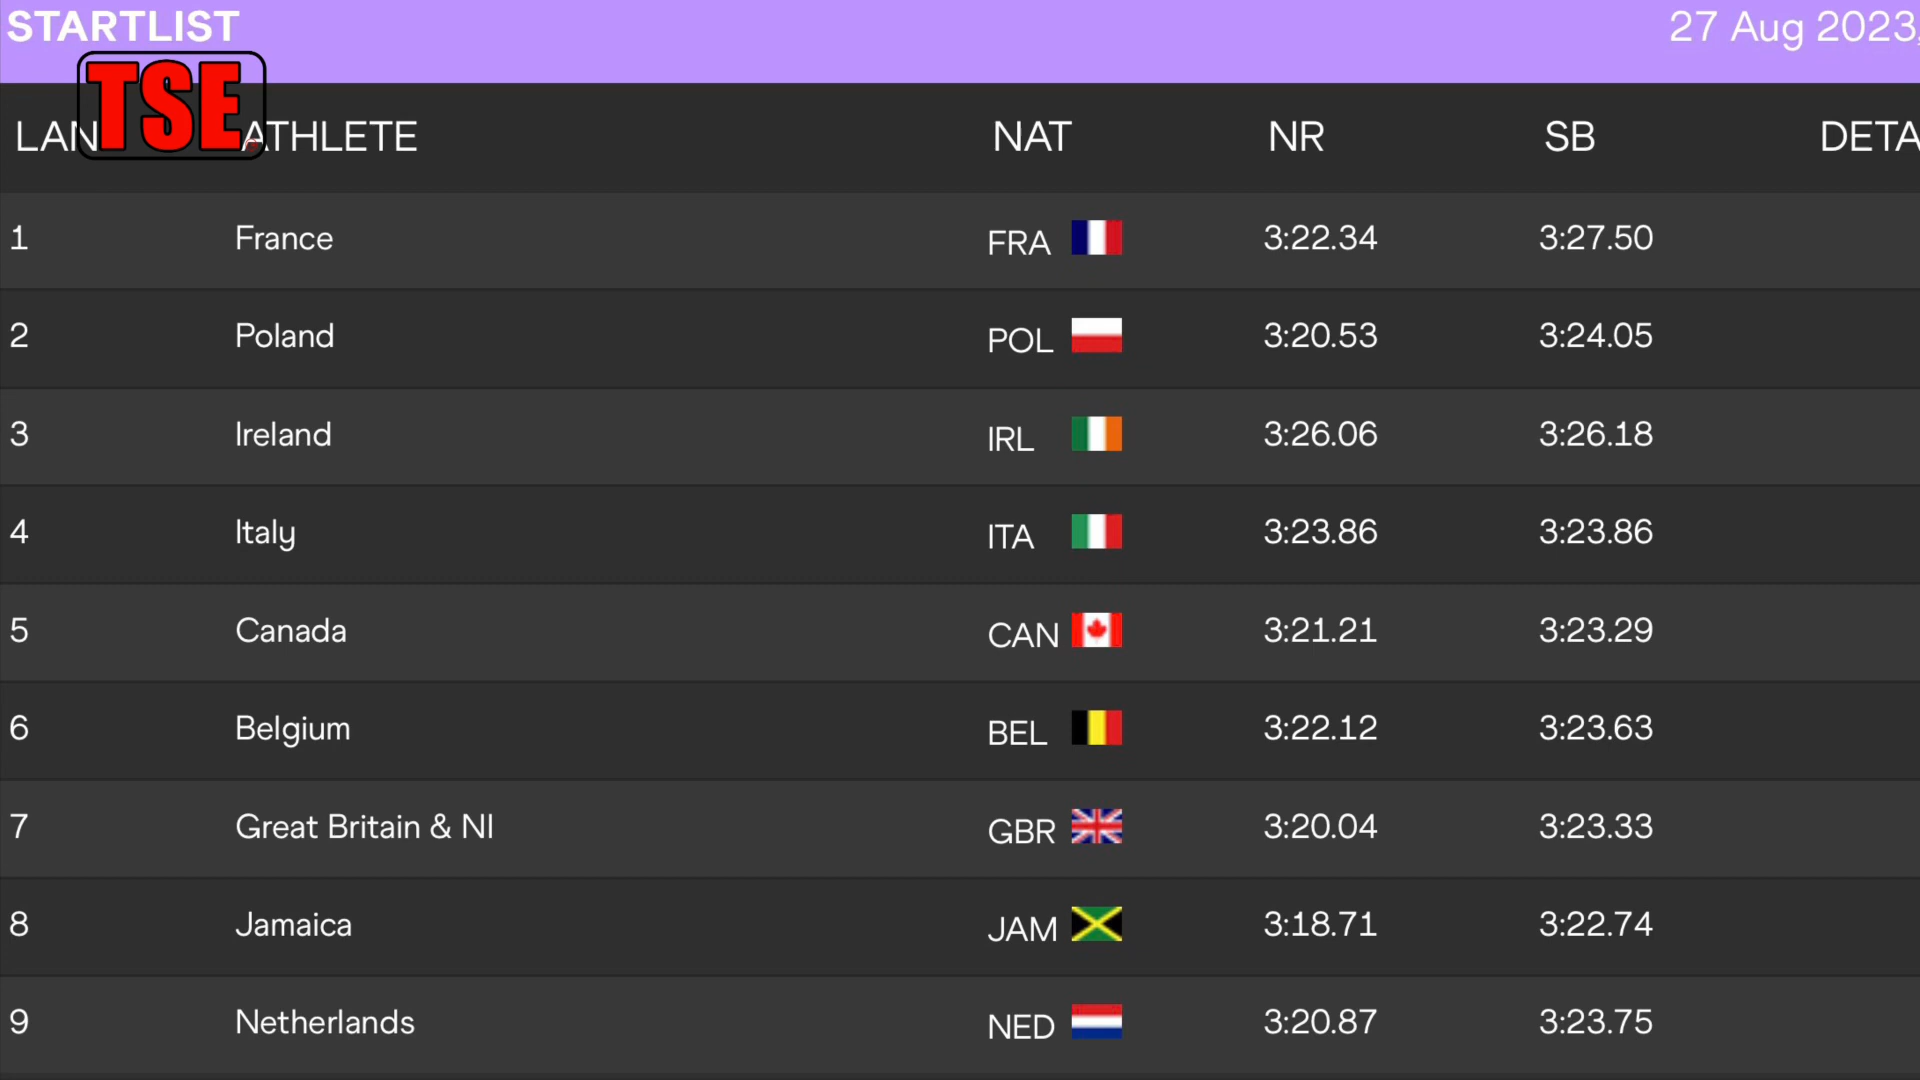 STARTLIST 27 Aug 2023,
TSE
LAN ATHLETE NAT NR SB DETA
1 France FRA 3:22.34 3:27.50
2 Poland POL 3:20.53 3:24.05
3 Ireland IRL 3:26.06 3:26.18
4 Italy ITA 3:23.86 3:23.86
5 Canada CAN 3:21.21 3:23.29
6 Belgium BEL 3:22.12 3:23.63
7 Great Britain & NI GBR 3:20.04 3:23.33
8 Jamaica JAM 3:18.71 3:22.74
9 Netherlands NED 3:20.87 3:23.75